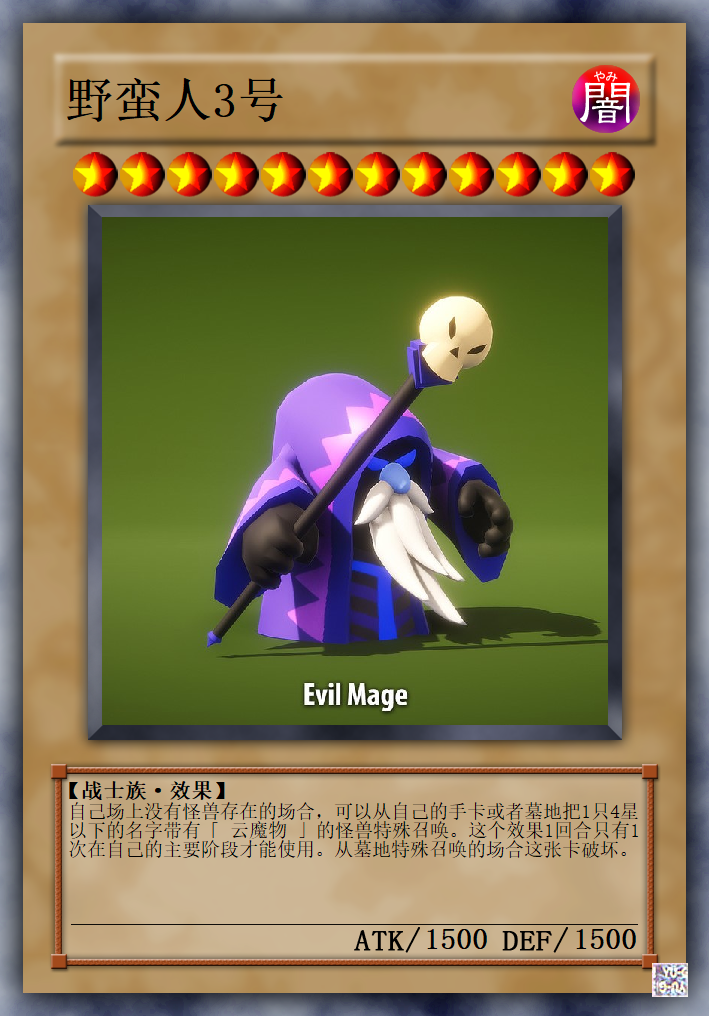 野蛮人3号
やみ
闇
Evil Mage
【战士族·效果】
自己场上没有怪兽存在的场合，可以从自己的手卡或者墓地把1只4星
以下的名字带有「 云魔物 」的怪兽特殊召唤。这个效果1回合只有1
次在自己的主要阶段才能使用。从墓地特殊召唤的场合这张卡破坏。
ATK/1500 DEF/1500